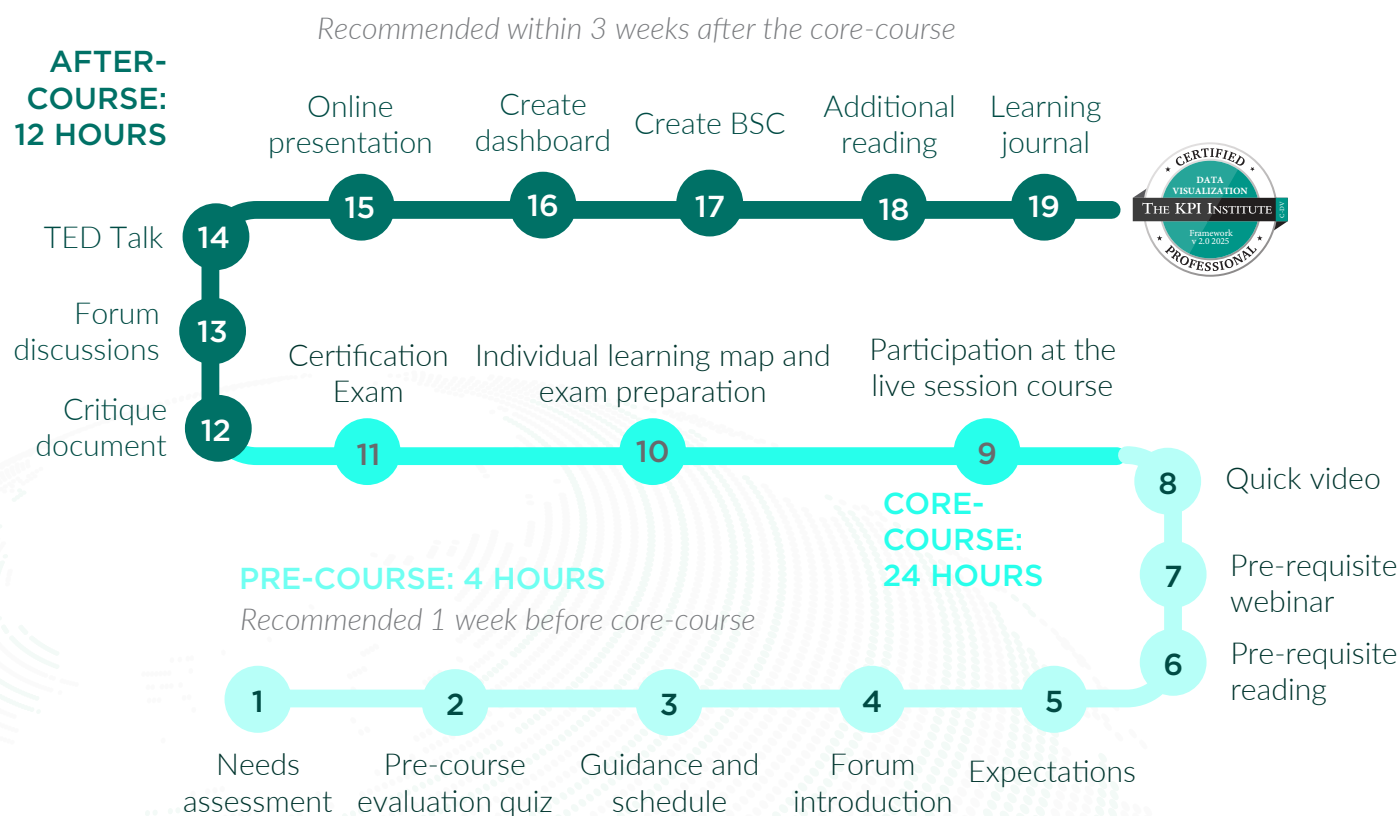 Recommended within 3 weeks after the core-course
AFTER-
COURSE:
12 HOURS
Online
presentation
Create
dashboard
Create BSC
Additional
reading
Learning
journal
15
16
17
18
19
CERTIFIED
DATA
VISUALIZATION
THE KPI INSTITUTE
C-DV
Framework
v 2.0 2025
PROFESSIONAL
TED Talk
14
Forum
discussions
13
Critique
document
12
Certification
Exam
Individual learning map and
exam preparation
Participation at the
live session course
11
10
9
8
Quick video
CORE-
COURSE:
24 HOURS
7
Pre-requisite
webinar
PRE-COURSE: 4 HOURS
Recommended 1 week before core-course
6
Pre-requisite
reading
1
2
3
4
5
Needs
assessment
Pre-course
evaluation quiz
Guidance and
schedule
Forum
introduction
Expectations